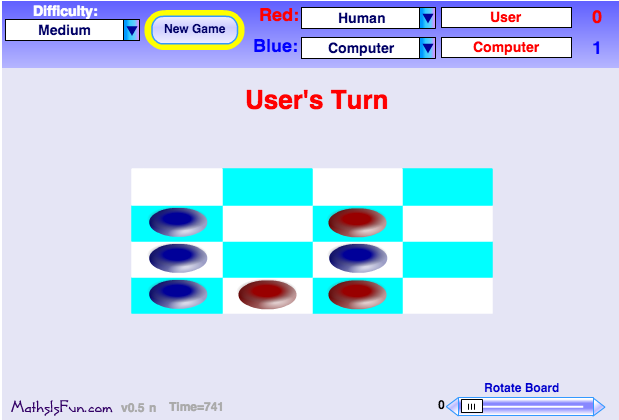 Difficulty:
Medium
New Game
Red: Human User 0
Blue: Computer Computer 1
User's Turn
Rotate Board
0
MathsIsFun.com v0.5 n Time=741